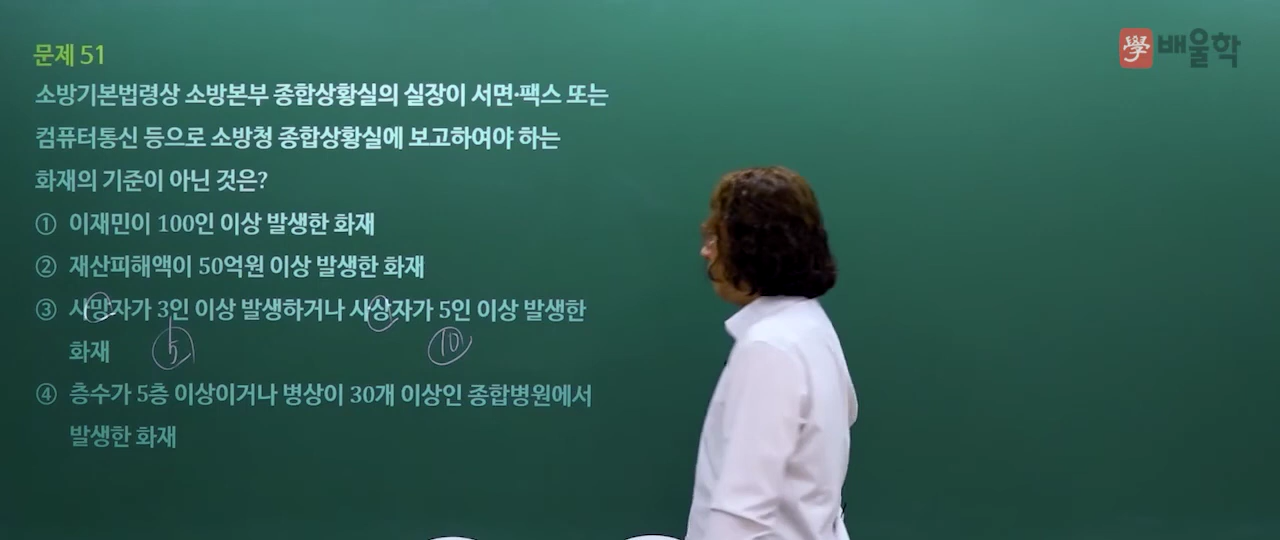 學 배울학
문제 51
소방기본법령상 소방본부 종합상황실의 실장이 서면·팩스 또는
컴퓨터통신 등으로 소방청 종합상황실에 보고하여야 하는
화재의 기준이 아닌 것은?
① 이재민이 100인 이상 발생한 화재
② 재산피해액이 50억원 이상 발생한 화재
③ 사망자가 3인 이상 발생하거나 사상자가 5인 이상 발생한
화재 5 10
④ 층수가 5층 이상이거나 병상이 30개 이상인 종합병원에서
발생한 화재